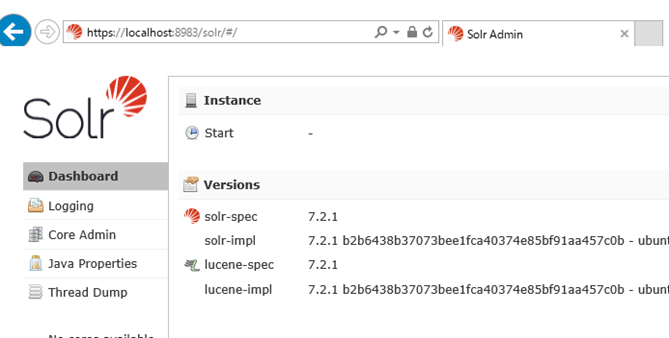 https://localhost:8983/solr/#/
Solr Admin
Solr
Instance
Start -
Dashboard
Versions
Logging
solr-spec 7.2.1
Core Admin
solr-impl 7.2.1 b2b6438b37073bee1fca40374e85bf91aa457c0b - ubunt
Java Properties
lucene-spec 7.2.1
Thread Dump
lucene-impl 7.2.1 b2b6438b37073bee1fca40374e85bf91aa457c0b - ubunt
No cores available